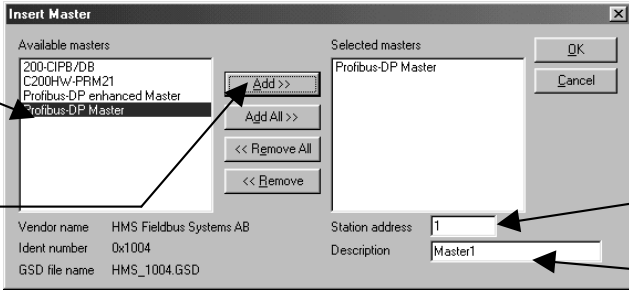 Insert Master
Available masters
200-CIPB/DB
C200HW-PRM21
Profibus-DP enhanced Master
Profibus-DP Master
Add >>
Add All >>
<< Remove All
<< Remove
Selected masters
Profibus-DP Master
OK
Cancel
Vendor name HMS Fieldbus Systems AB
Ident number 0x1004
GSD file name HMS_1004.GSD
Station address 1
Description Master1